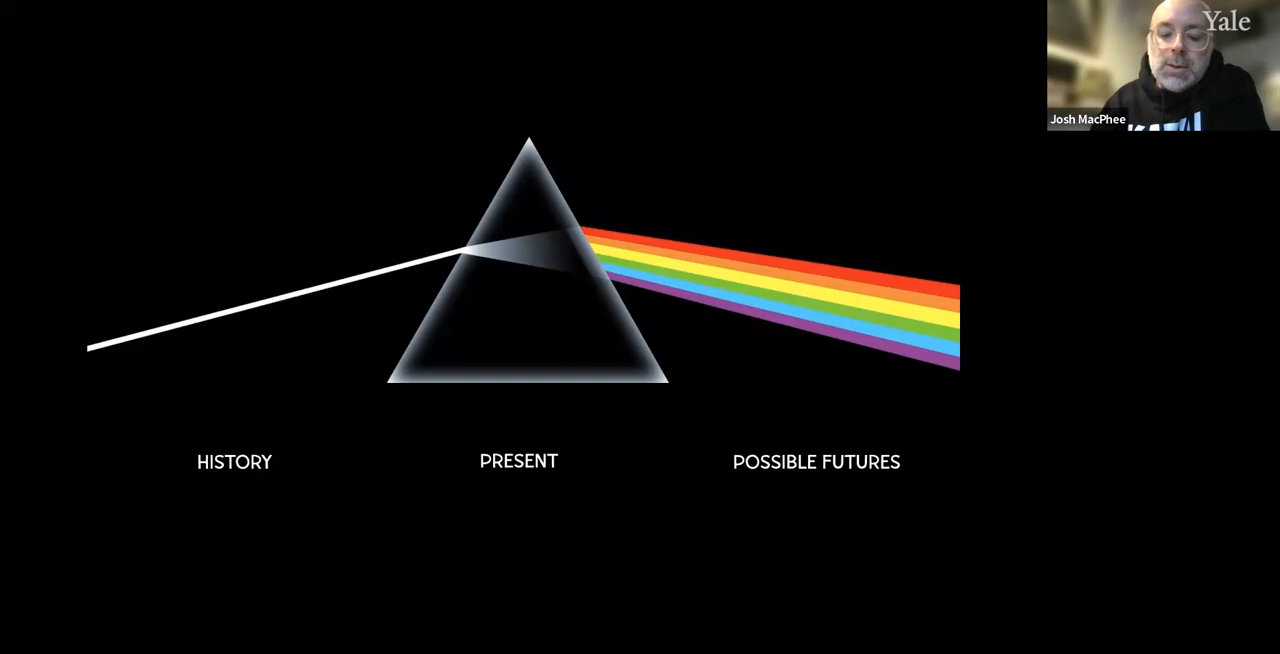 Yale
Josh MacPhee
HISTORY
PRESENT
POSSIBLE FUTURES